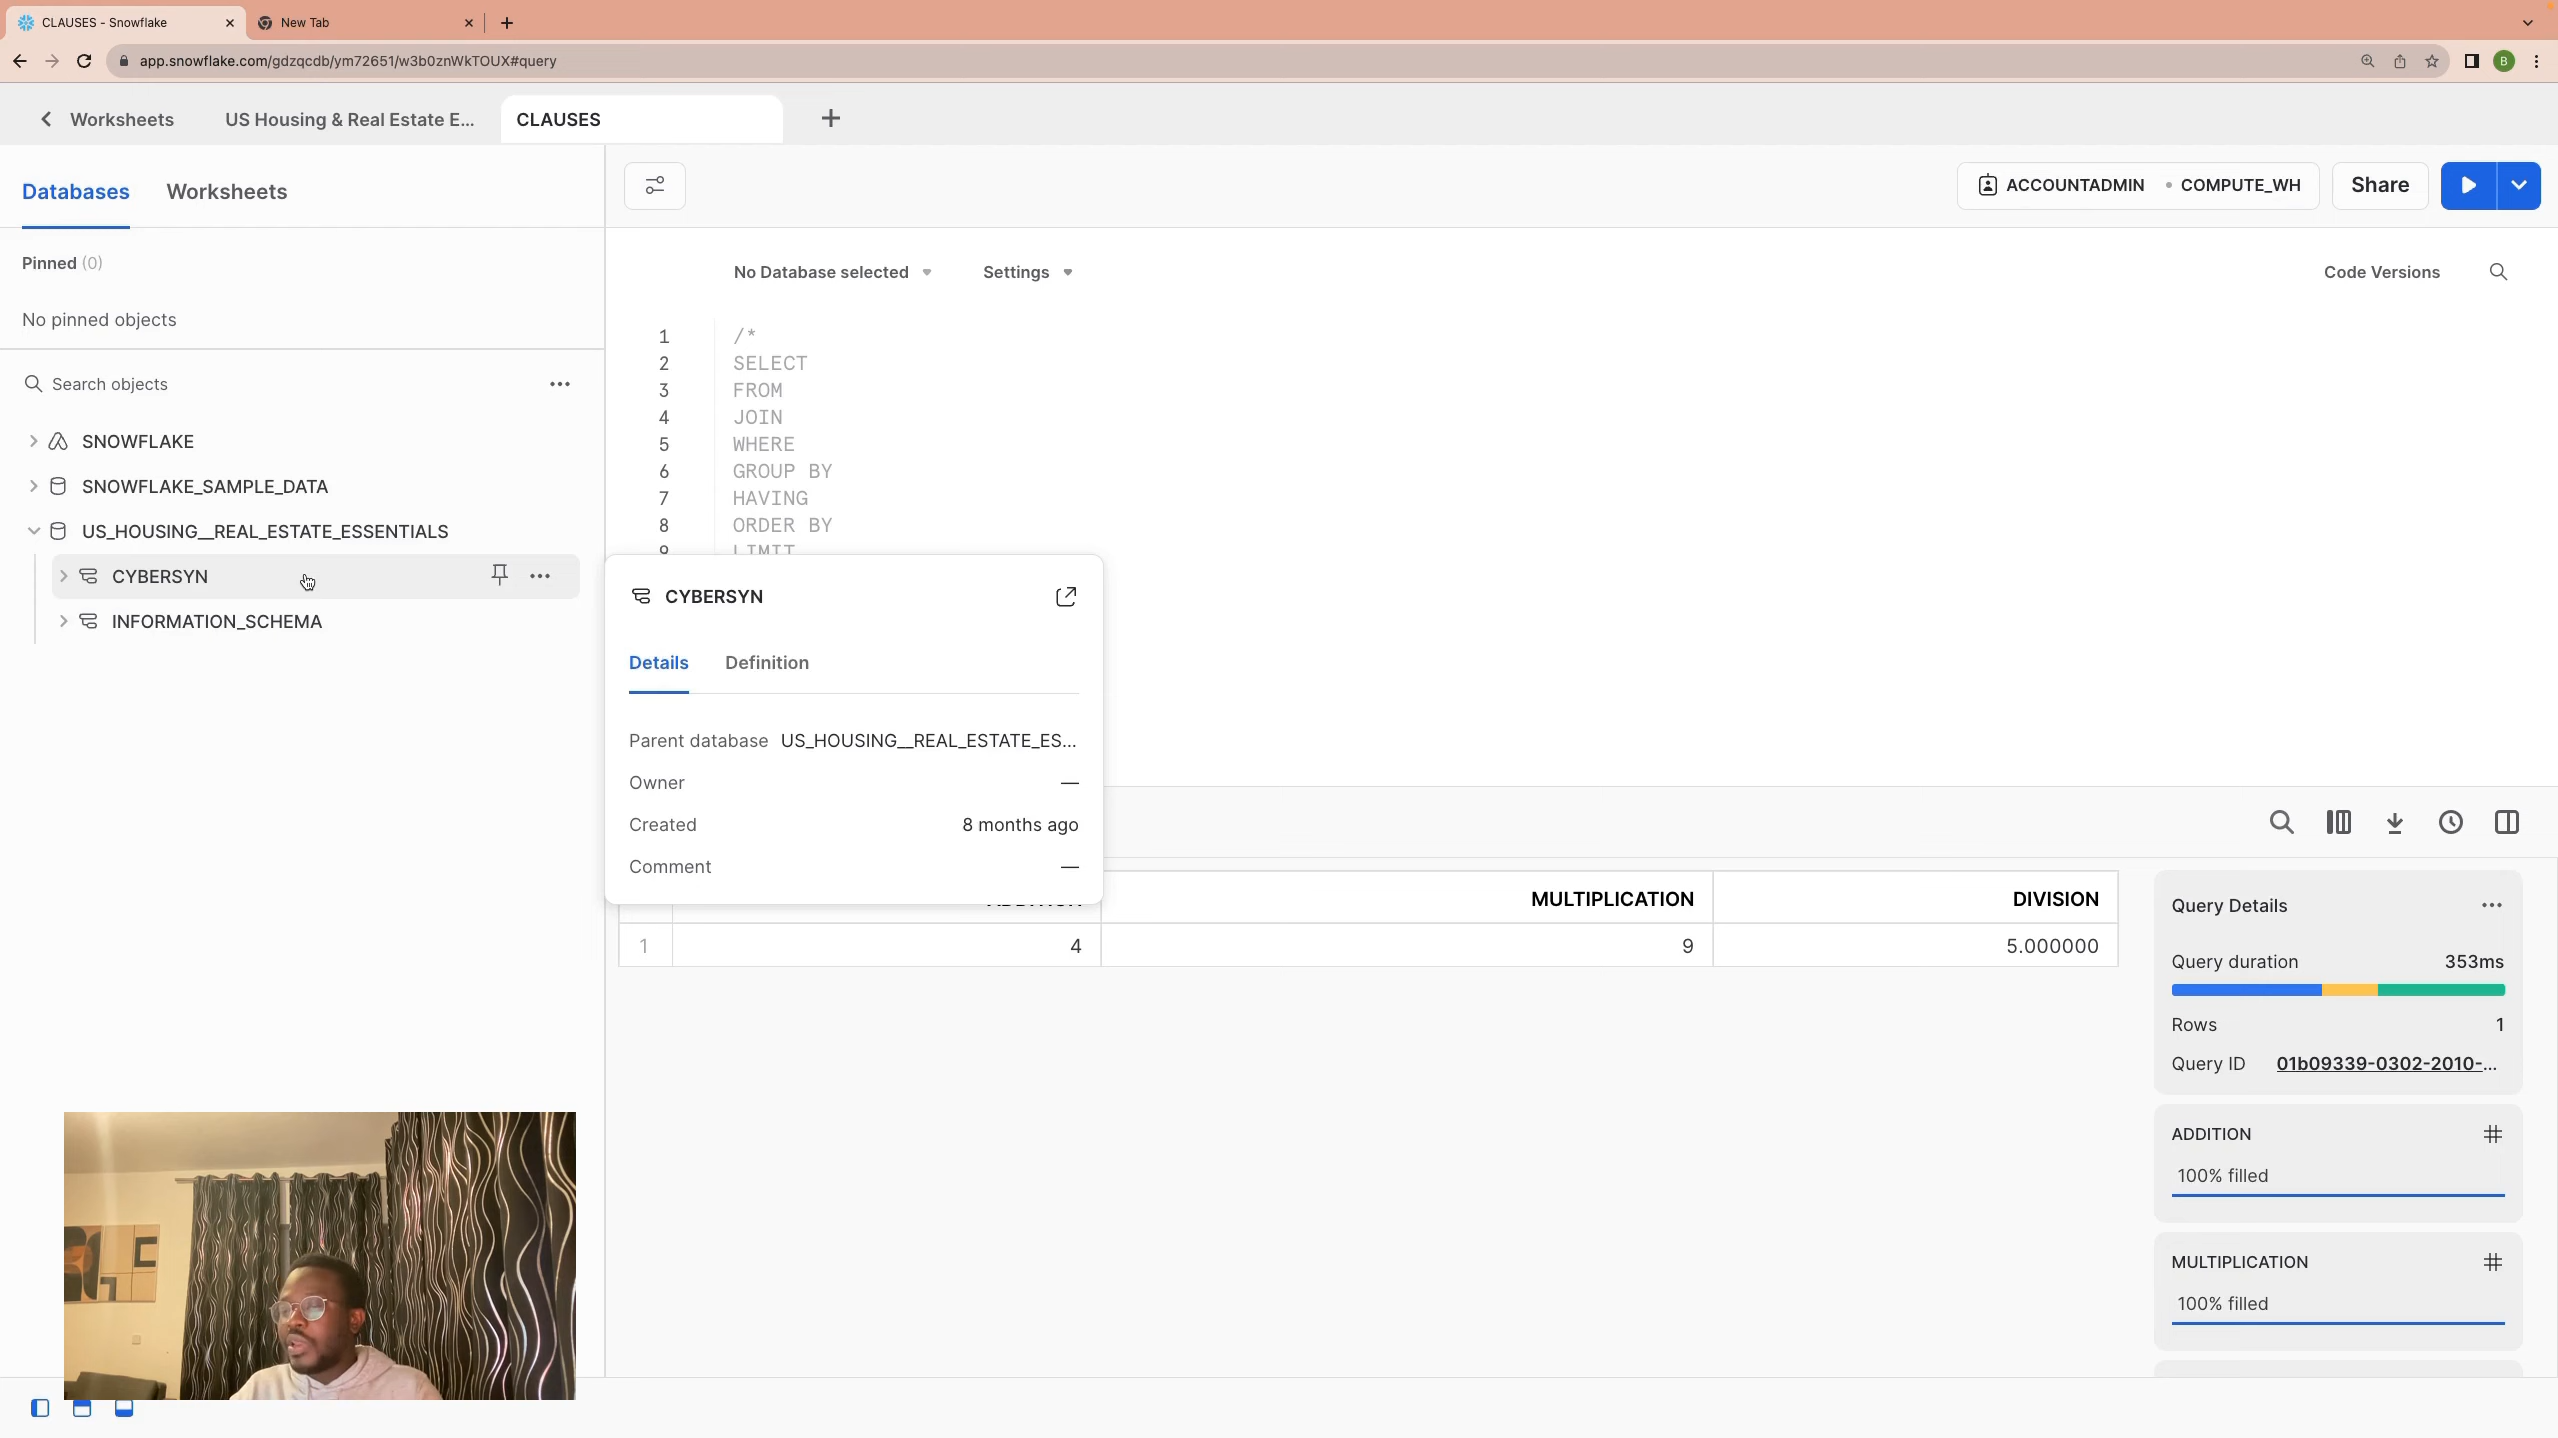 CLAUSES - Snowflake
New Tab
app.snowflake.com/gdzqcdb/ym72651/w3b0znWkTOUX#query
B
Worksheets
US Housing & Real Estate E...
CLAUSES
Databases
Worksheets
ACCOUNTADMIN
COMPUTE_WH
Share
Pinned (0)
No pinned objects
No Database selected
Settings
Code Versions
Search objects
SNOWFLAKE
SNOWFLAKE_SAMPLE_DATA
US_HOUSING__REAL_ESTATE_ESSENTIALS
CYBERSYN
INFORMATION_SCHEMA
1 /*
2 SELECT
3 FROM
4 JOIN
5 WHERE
6 GROUP BY
7 HAVING
8 ORDER BY
9 LIMIT
CYBERSYN
Details
Definition
Parent database US_HOUSING__REAL_ESTATE_ES...
Owner —
Created 8 months ago
Comment —
ADDITION MULTIPLICATION DIVISION
1 4 9 5.000000
Query Details
Query duration 353ms
Rows 1
Query ID 01b09339-0302-2010-...
ADDITION
100% filled
MULTIPLICATION
100% filled